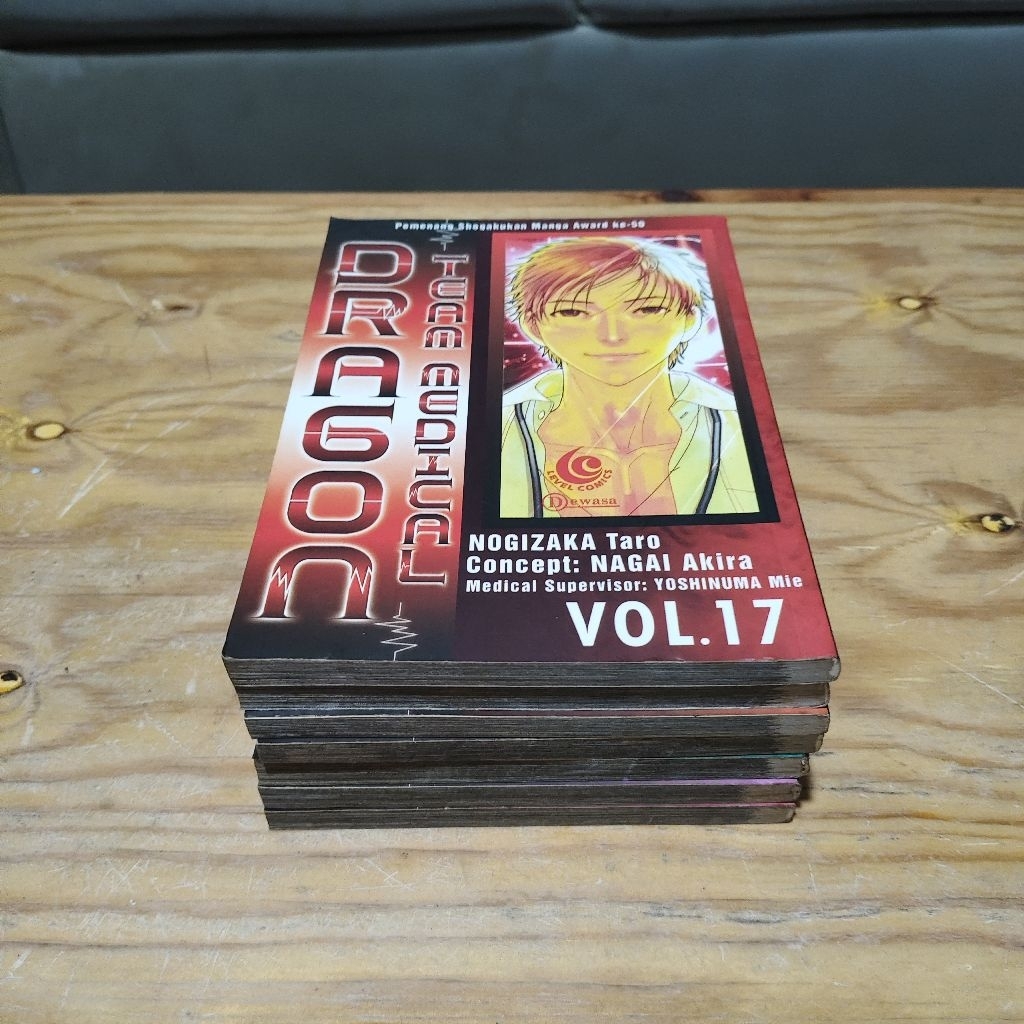 Pemenang Shogakukan Manga Award ke-50
DRAGON
TEAM MEDICAL
LEVEL COMICS
Dewasa
NOGIZAKA Taro
Concept: NAGAI Akira
Medical Supervisor: YOSHINUMA Mie
VOL.17